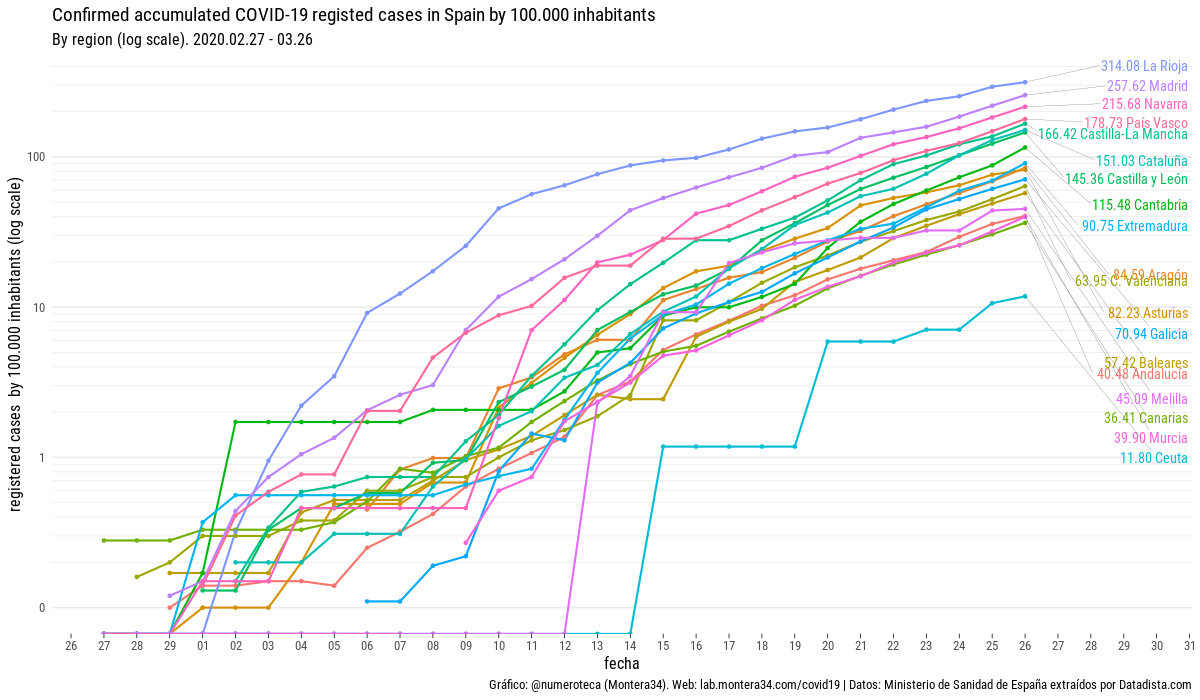 Confirmed accumulated COVID-19 registed cases in Spain by 100.000 inhabitants
By region (log scale). 2020.02.27 - 03.26
registered cases by 100.000 inhabitants (log scale)
100
10
1
0
314.08 La Rioja
257.62 Madrid
215.68 Navarra
178.73 País Vasco
166.42 Castilla-La Mancha
151.03 Cataluña
145.36 Castilla y León
115.48 Cantabria
90.75 Extremadura
84.59 Aragón
63.95 C. Valenciana
82.23 Asturias
70.94 Galicia
57.42 Baleares
40.48 Andalucía
45.09 Melilla
36.41 Canarias
39.90 Murcia
11.80 Ceuta
26 27 28 29 01 02 03 04 05 06 07 08 09 10 11 12 13 14 15 16 17 18 19 20 21 22 23 24 25 26 27 28 29 30 31
fecha
Gráfico: @numeroteca (Montera34). Web: lab.montera34.com/covid19 | Datos: Ministerio de Sanidad de España extraídos por Datadista.com